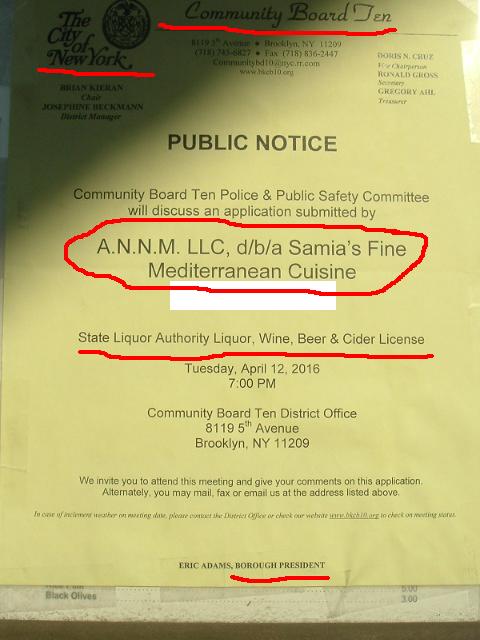 The
City
of
New York
Community Board Ten
8119 5th Avenue • Brooklyn, NY 11209
(718) 745-6827 • Fax (718) 836-2447
Communitybd10@nyc.rr.com
www.bkcb10.org
BRIAN KIERAN
Chair
JOSEPHINE BECKMANN
District Manager
DORIS N. CRUZ
Vice Chairperson
RONALD GROSS
Secretary
GREGORY AHL
Treasurer
PUBLIC NOTICE
Community Board Ten Police & Public Safety Committee
will discuss an application submitted by
A.N.N.M. LLC, d/b/a Samia's Fine
Mediterranean Cuisine
State Liquor Authority Liquor, Wine, Beer & Cider License
Tuesday, April 12, 2016
7:00 PM
Community Board Ten District Office
8119 5th Avenue
Brooklyn, NY 11209
We invite you to attend this meeting and give your comments on this application.
Alternately, you may mail, fax or email us at the address listed above.
In case of inclement weather on meeting date, please contact the District Office or check our website www.bkcb10.org to check on meeting status.
ERIC ADAMS, BOROUGH PRESIDENT
5.00
Black Olives 3.00